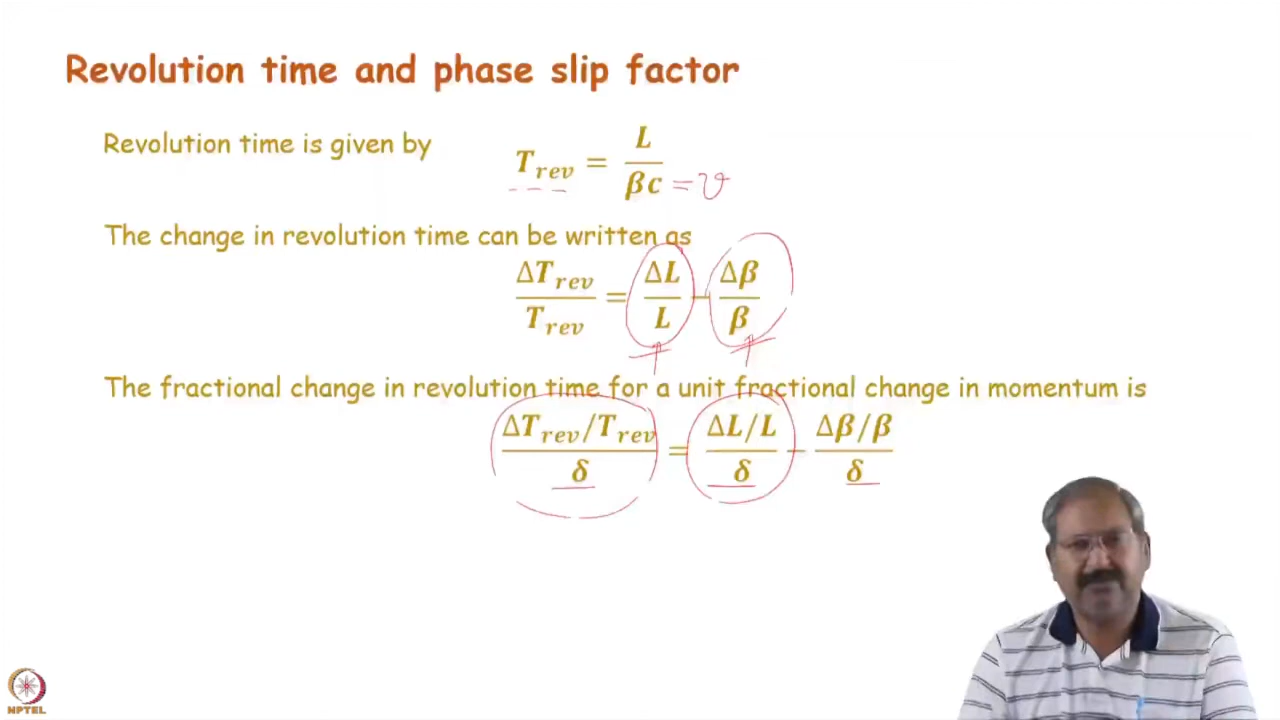 Revolution time and phase slip factor
Revolution time is given by
T_rev = L / βc = v
The change in revolution time can be written as
ΔT_rev / T_rev = ΔL / L − Δβ / β
The fractional change in revolution time for a unit fractional change in momentum is
ΔT_rev/T_rev / δ = ΔL/L / δ − Δβ/β / δ
NPTEL